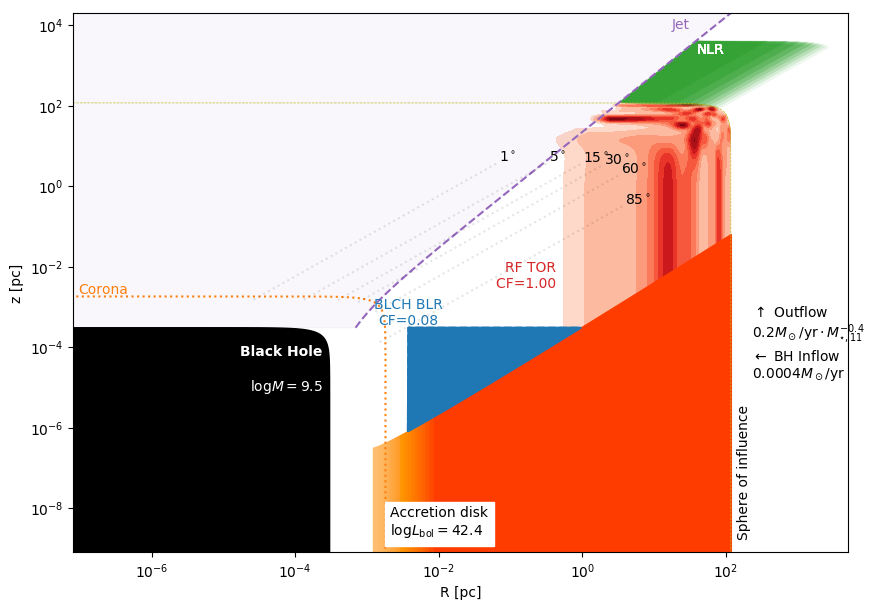 Jet
NLR
1°
5°
15°
30°
60°
85°
RF TOR
CF=1.00
Corona
BLCH BLR
CF=0.08
Black Hole
logM = 9.5
↑ Outflow
0.2M⊙/yr · M⋆,11^−0.4
← BH Inflow
0.0004M⊙/yr
Sphere of influence
Accretion disk
logLbol = 42.4
z [pc]
10^4
10^2
10^0
10^−2
10^−4
10^−6
10^−8
10^−6
10^−4
10^−2
10^0
10^2
R [pc]